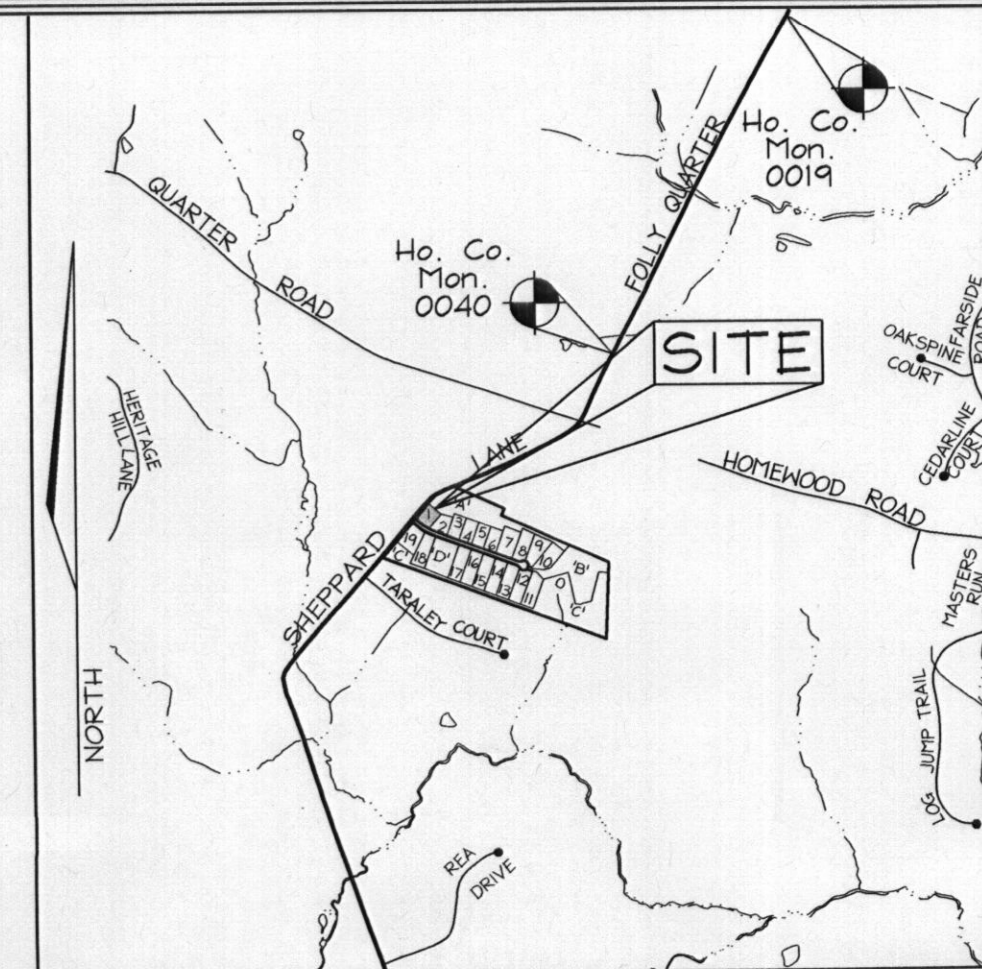 Ho. Co.
Mon.
0019
QUARTER
ROAD
FOLLY QUARTER
Ho. Co.
Mon.
0040
SITE
FARSIDE
ROAD
OAKSPINE
COURT
HERITAGE
HILL LANE
LANE
CEDARLINE
COURT
HOMEWOOD ROAD
'A'
1
2
3
4
5
6
7
8
9
10
'B'
19
'C'
18
'D'
17
16
15
14
13
12
11
'C'
SHEPPARD
TARALEY COURT
MASTERS
RUN
NORTH
LOG JUMP TRAIL
REA
DRIVE